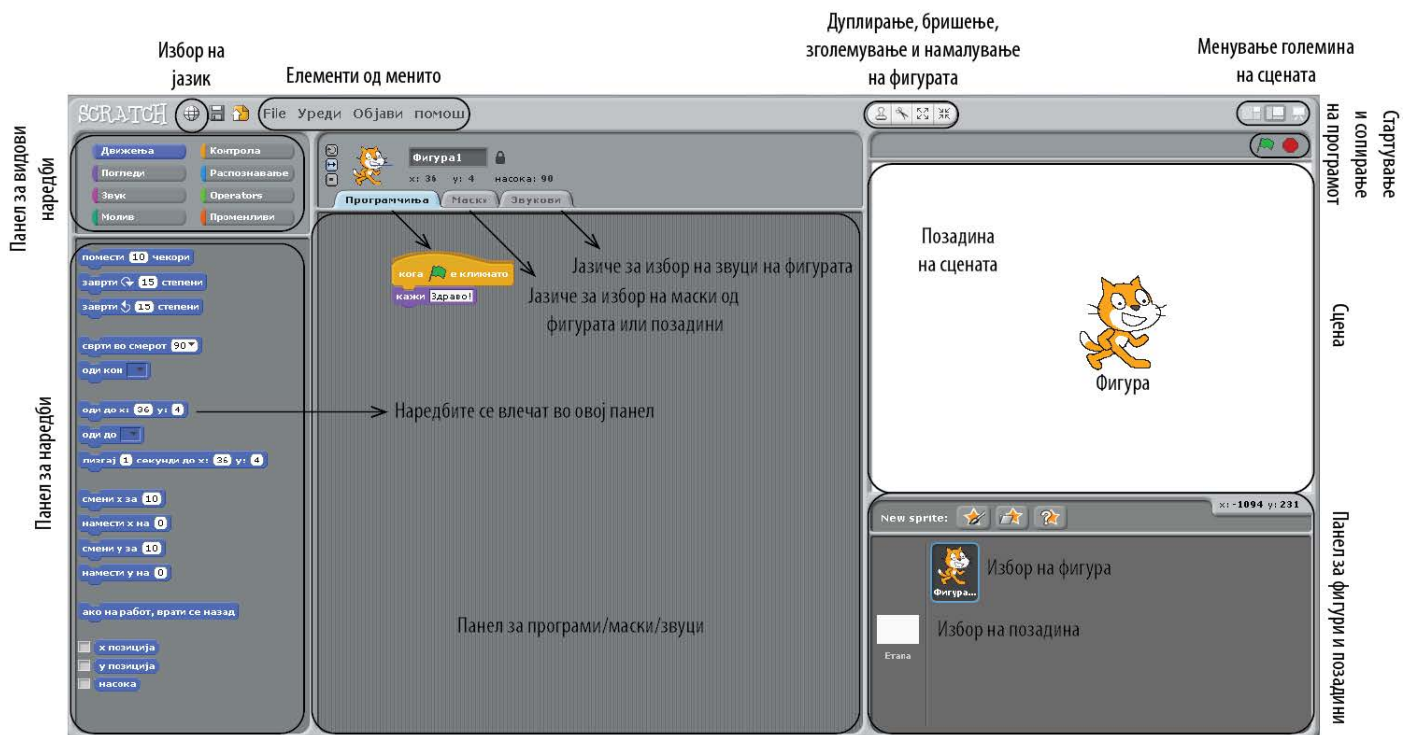 Дуплирање, бришење,
зголемување и намалување
на фигурата
Менување големина
на сцената
Избор на
јазик
Елементи од менито
SCRATCH
File Уреди Објави помош
Панел за видови
наредби
Движења
Контрола
Погледи
Распознавање
Звук
Operators
Молив
Променливи
Фигура1
x: 36 y: 4 насока: 90
Програмчиња
Маски
Звукови
Стартување
и сопирање
на програмот
помести 10 чекори
заврти 15 степени
заврти 15 степени
сврти во смерот 90
оди кон
оди до x: 36 y: 4
оди до
лизгај 1 секунди до x: 36 y: 4
смени x за 10
намести x на 0
смени y за 10
намести y на 0
ако на работ, врати се назад
x позиција
y позиција
насока
Панел за наредби
кога е кликнато
кажи Здраво!
Јазиче за избор на звуци на фигурата
Јазиче за избор на маски од
фигурата или позадини
Наредбите се влечат во овој панел
Панел за програми/маски/звуци
Позадина
на сцената
Фигура
Сцена
x: -1094 y: 231
New sprite:
Фигура...
Избор на фигура
Избор на позадина
Етапа
Панел за фигури и позадини